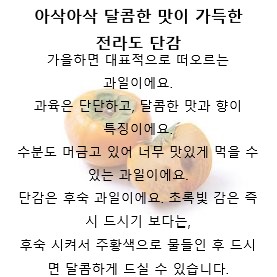 아삭아삭 달콤한 맛이 가득한
전라도 단감
가을하면 대표적으로 떠오르는
과일이에요.
과육은 단단하고, 달콤한 맛과 향이
특징이에요.
수분도 머금고 있어 너무 맛있게 먹을 수
있는 과일이에요.
단감은 후숙 과일이에요. 초록빛 감은 즉
시 드시기 보다는,
후숙 시켜서 주황색으로 물들인 후 드시
면 달콤하게 드실 수 있습니다.